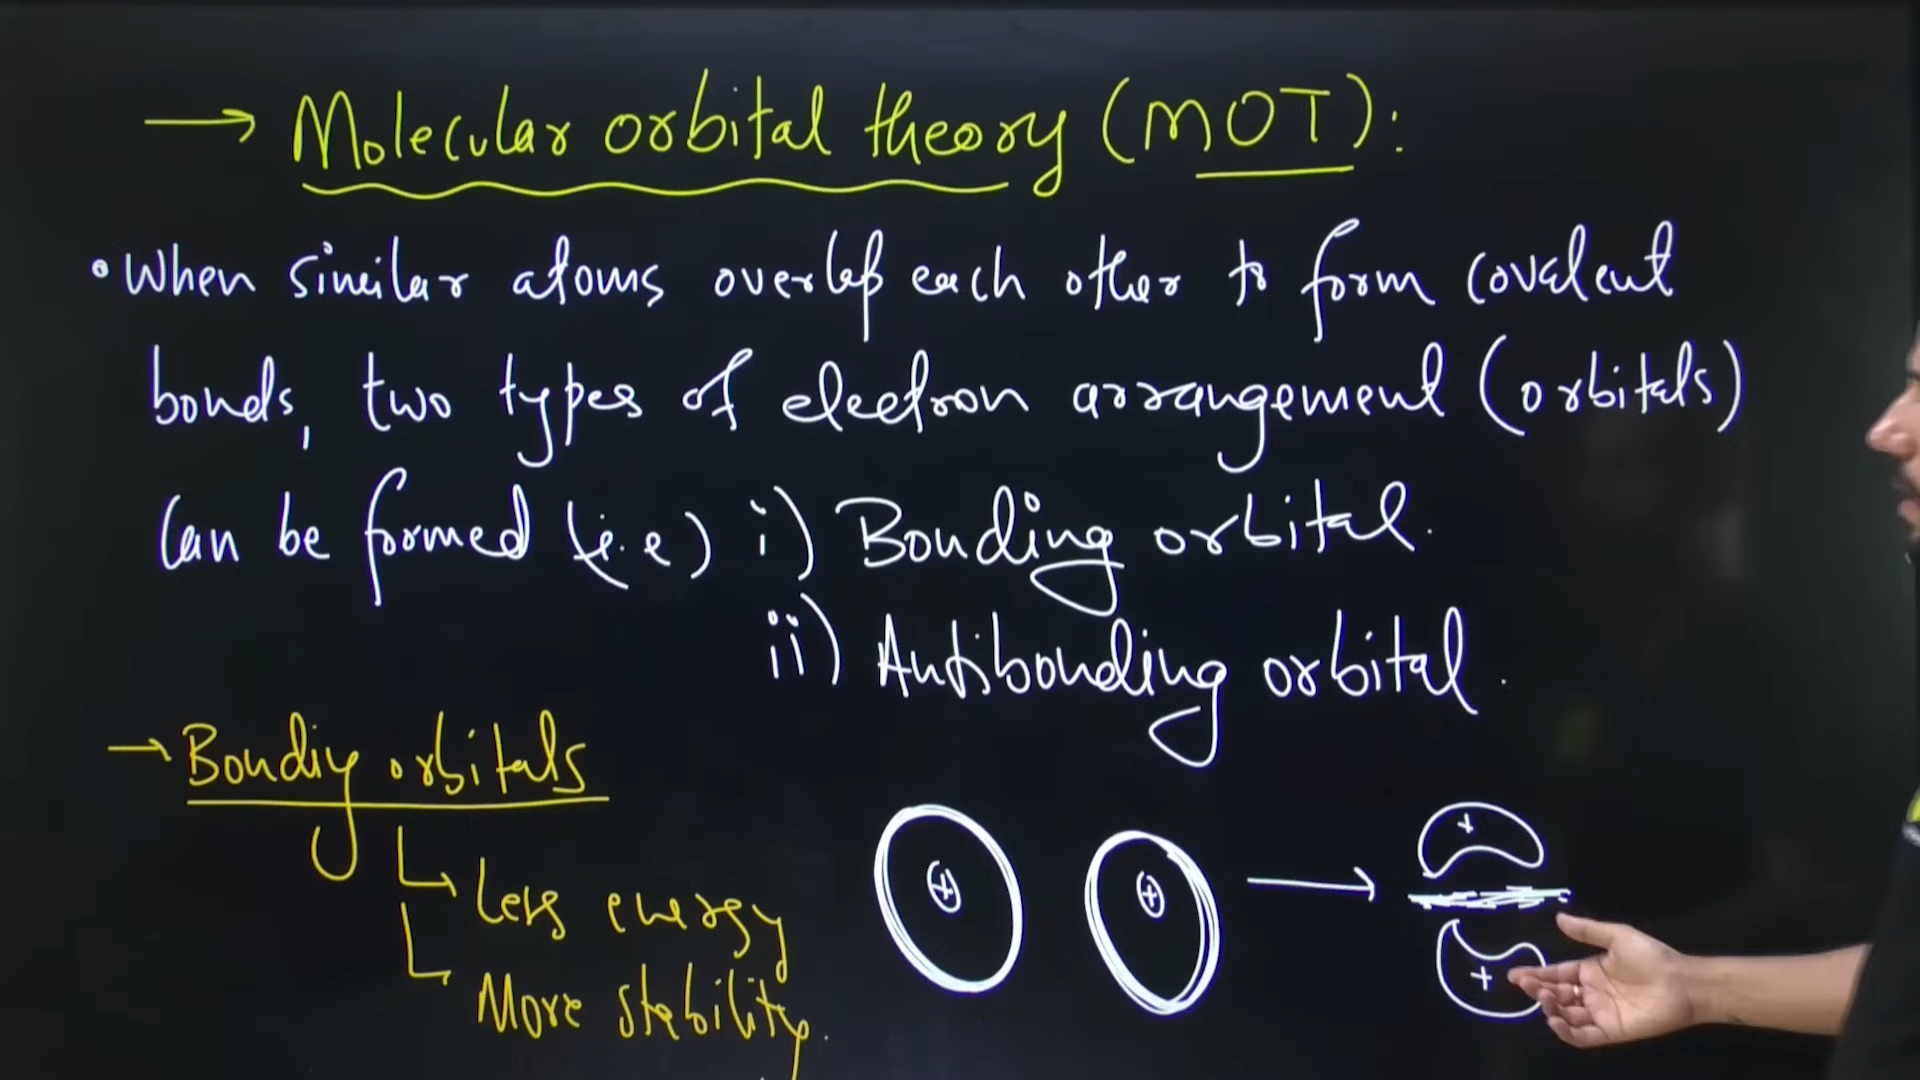 → Molecular orbital theory (MOT):
• When similar atoms overlap each other to form covalent
bonds, two types of electron arrangement (orbitals)
can be formed (i.e) i) Bonding orbital.
ii) Antibonding orbital.
→ Bonding orbitals
↳ Less energy
↳ More stability.
+ + → +
+